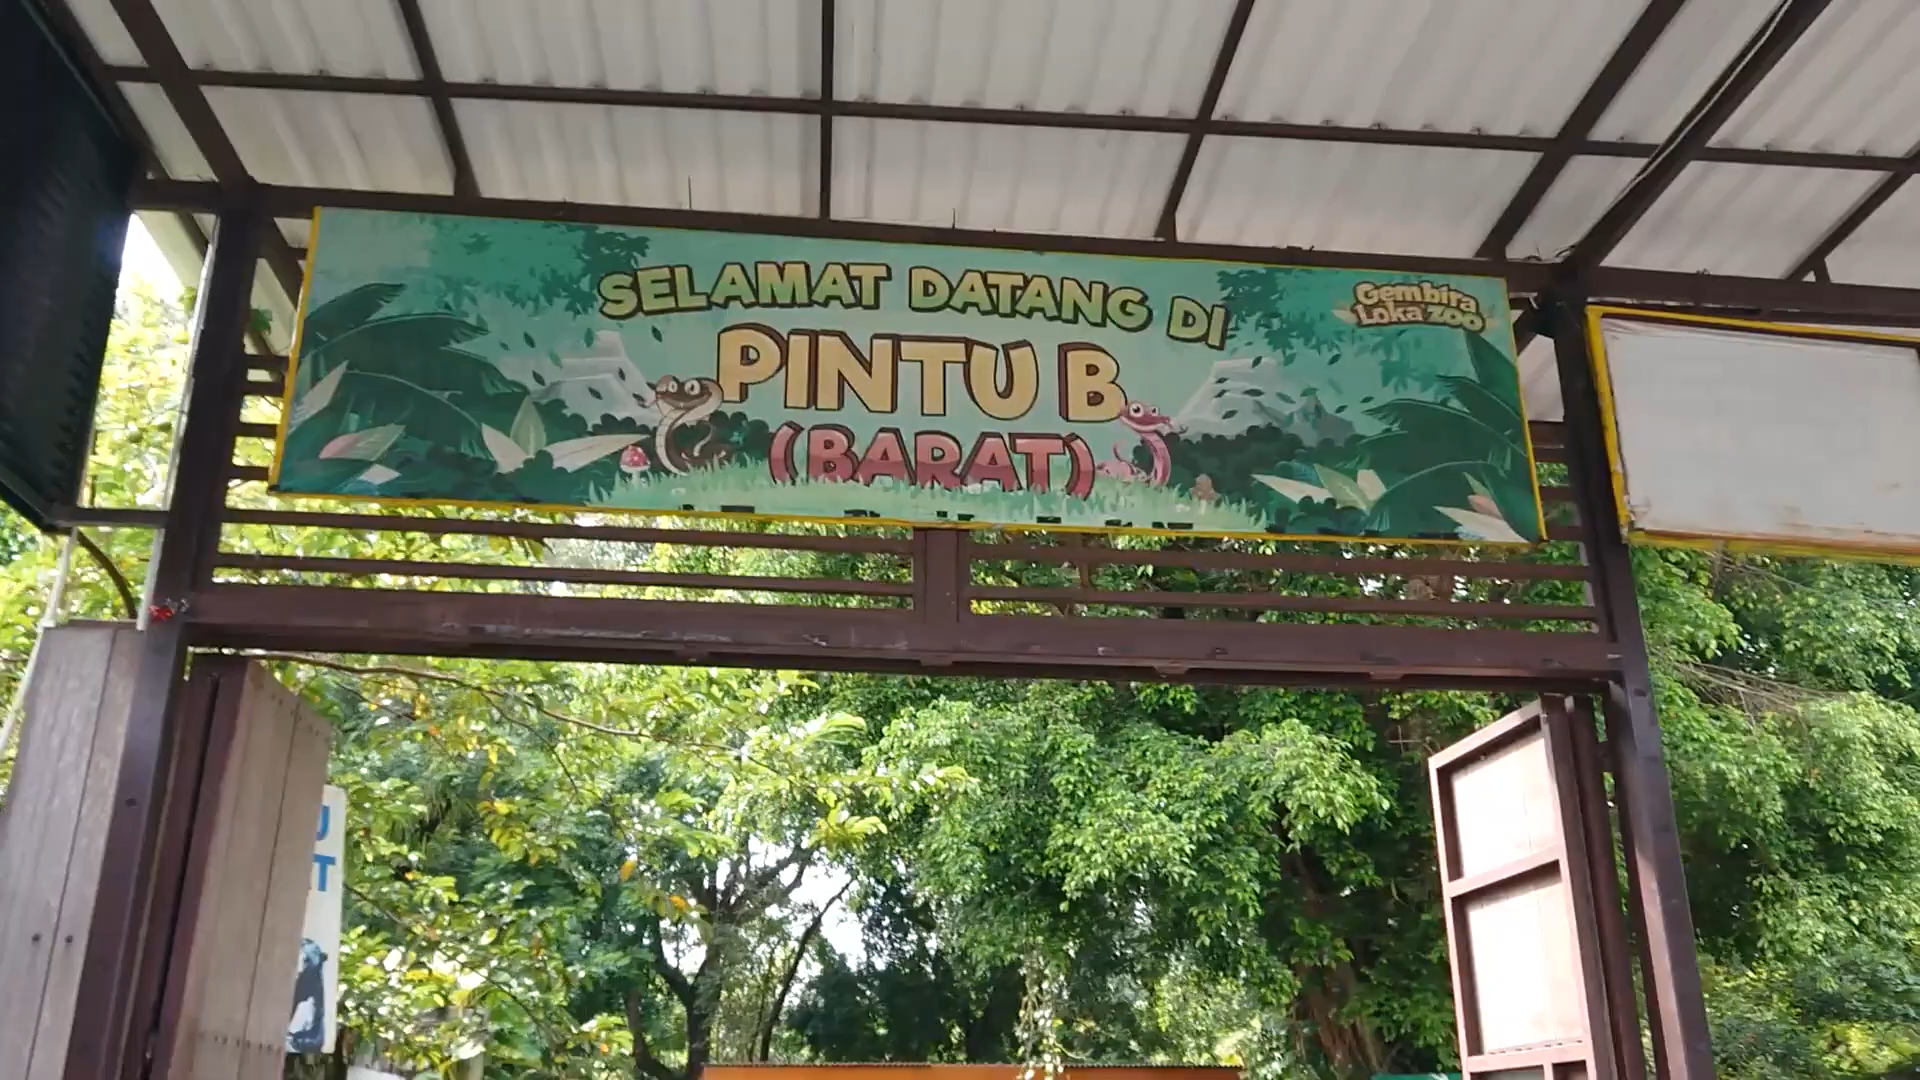 SELAMAT DATANG DI
PINTU B
(BARAT)
Gembira
Loka Zoo
U
T